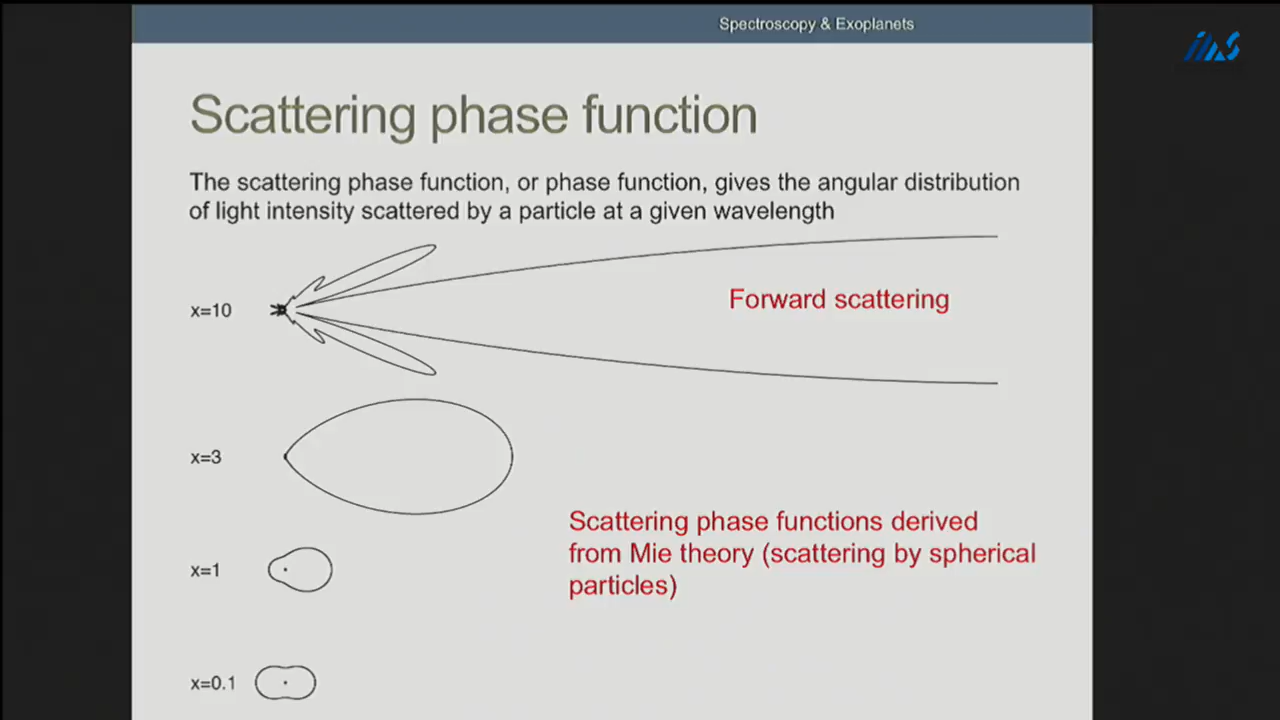 Spectroscopy & Exoplanets
Scattering phase function
The scattering phase function, or phase function, gives the angular distribution
of light intensity scattered by a particle at a given wavelength
x=10
Forward scattering
x=3
Scattering phase functions derived
from Mie theory (scattering by spherical
particles)
x=1
x=0.1